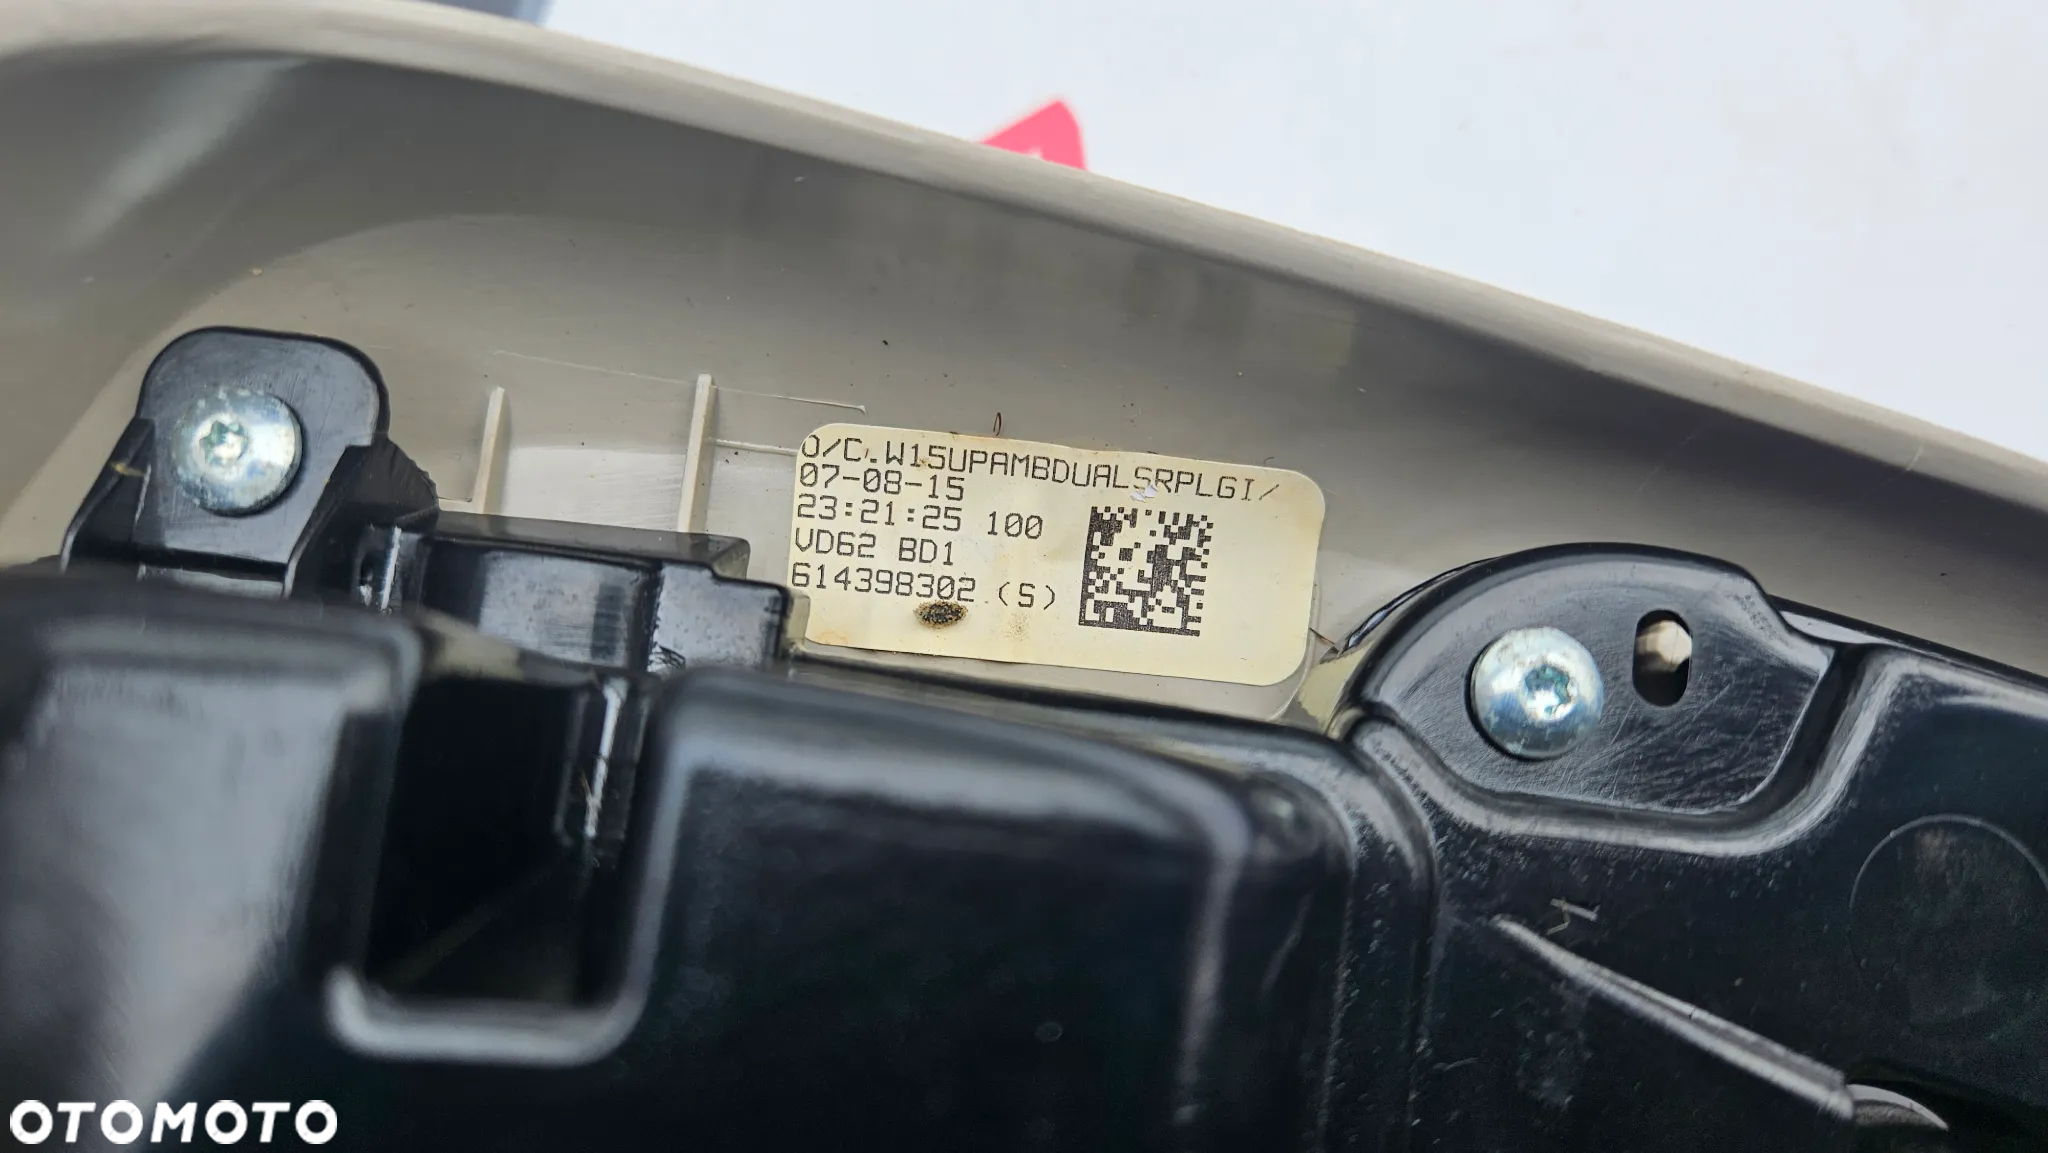 O/C.W15UPAMBDUALSRPLGI/
07-08-15
23:21:25 100
VD62 BD1
614398302 (S)
OTOMOTO